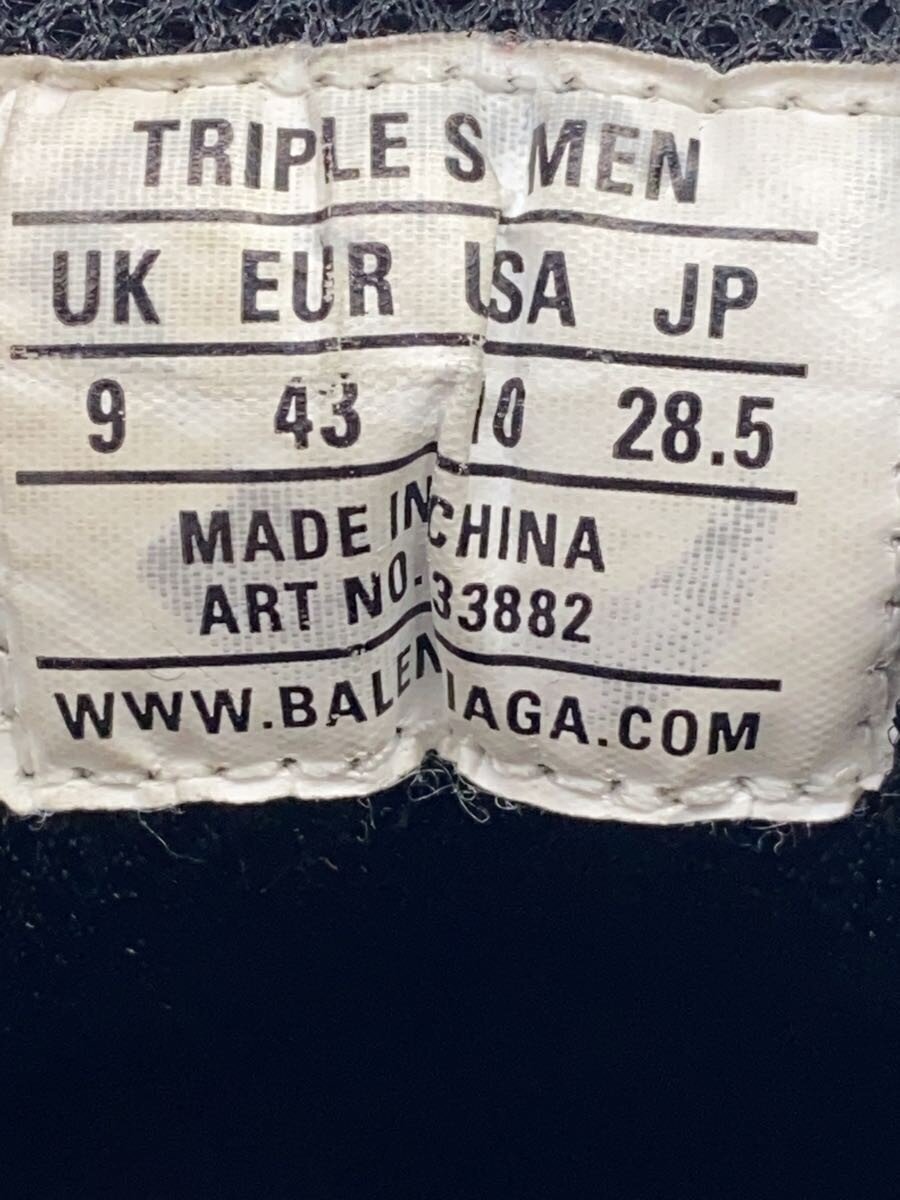 TRIPLE S MEN
UK EUR USA JP
9 43 10 28.5
MADE IN CHINA
ART NO. 33882
WWW.BALENCIAGA.COM